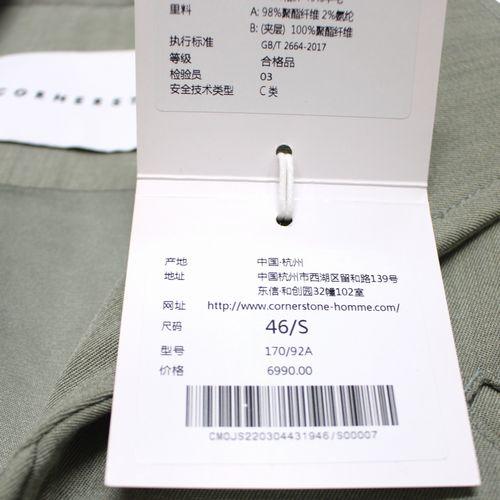 里料 A: 98%聚酯纤维 2%氨纶
B: (夹层) 100%聚酯纤维
执行标准 GB/T 2664-2017
等级 合格品
检验员 03
安全技术类型 C 类
CORNERST
产地 中国·杭州
地址 中国杭州市西湖区留和路139号
东信·和创园32幢102室
网址 http://www.cornerstone-homme.com/
尺码 46/S
型号 170/92A
价格 6990.00
CM0JS220304431946/S00007